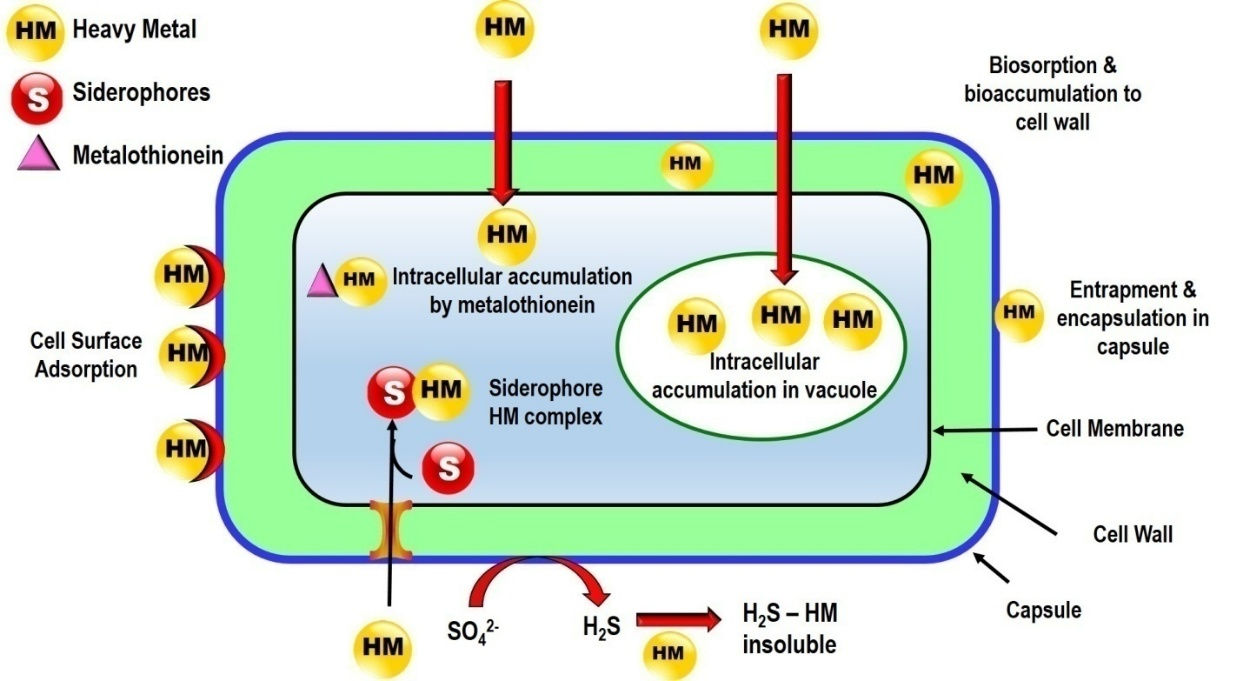 HM Heavy Metal
S Siderophores
Metalothionein
HM
HM
Biosorption &
bioaccumulation to
cell wall
HM
HM
HM
HM
Intracellular accumulation
by metalothionein
HM
HM
HM
Intracellular
accumulation in vacuole
HM
HM
HM
Cell Surface
Adsorption
HM
Entrapment &
encapsulation in
capsule
S HM
Siderophore
HM complex
S
Cell Membrane
Cell Wall
Capsule
HM
SO₄²⁻
H₂S
HM
H₂S – HM
insoluble